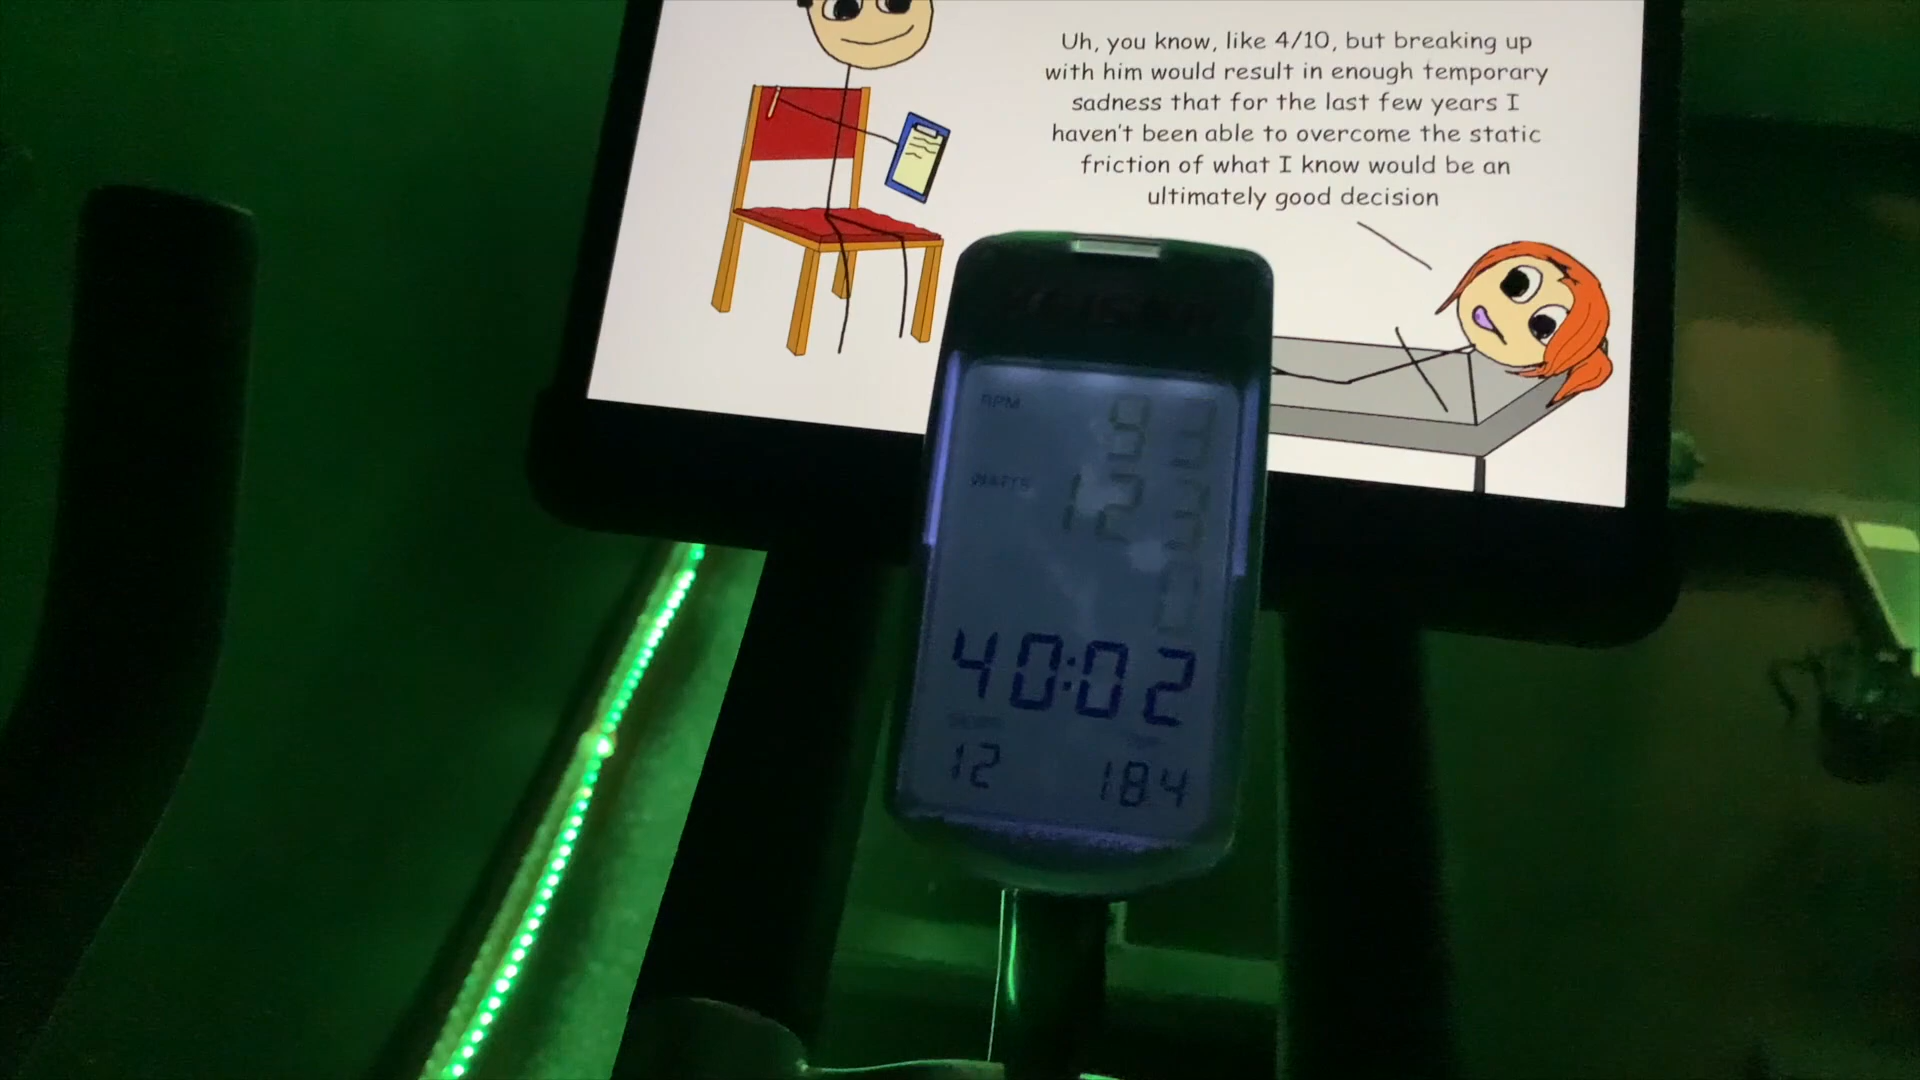 Uh, you know, like 4/10, but breaking up
with him would result in enough temporary
sadness that for the last few years I
haven't been able to overcome the static
friction of what I know would be an
ultimately good decision
KEISER
RPM
WATTS
40:02
12
184